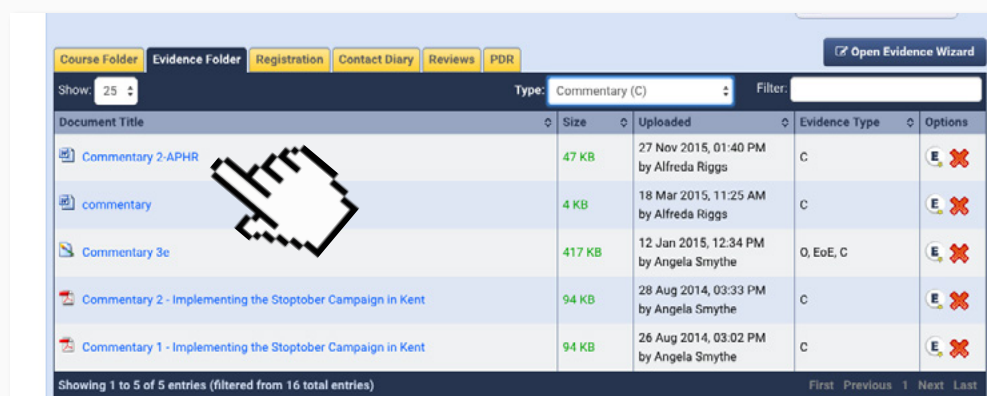 Course Folder Evidence Folder Registration Contact Diary Reviews PDR Open Evidence Wizard
Show: 25 Type: Commentary (C) Filter:
Document Title Size Uploaded Evidence Type Options
Commentary 2-APHR 47 KB 27 Nov 2015, 01:40 PM C E
by Alfreda Riggs
commentary 4 KB 18 Mar 2015, 11:25 AM C E
by Alfreda Riggs
Commentary 3e 417 KB 12 Jan 2015, 12:34 PM O, EoE, C E
by Angela Smythe
Commentary 2 - Implementing the Stoptober Campaign in Kent 94 KB 28 Aug 2014, 03:33 PM C E
by Angela Smythe
Commentary 1 - Implementing the Stoptober Campaign in Kent 94 KB 26 Aug 2014, 03:02 PM C E
by Angela Smythe
Showing 1 to 5 of 5 entries (filtered from 16 total entries) First Previous 1 Next Last